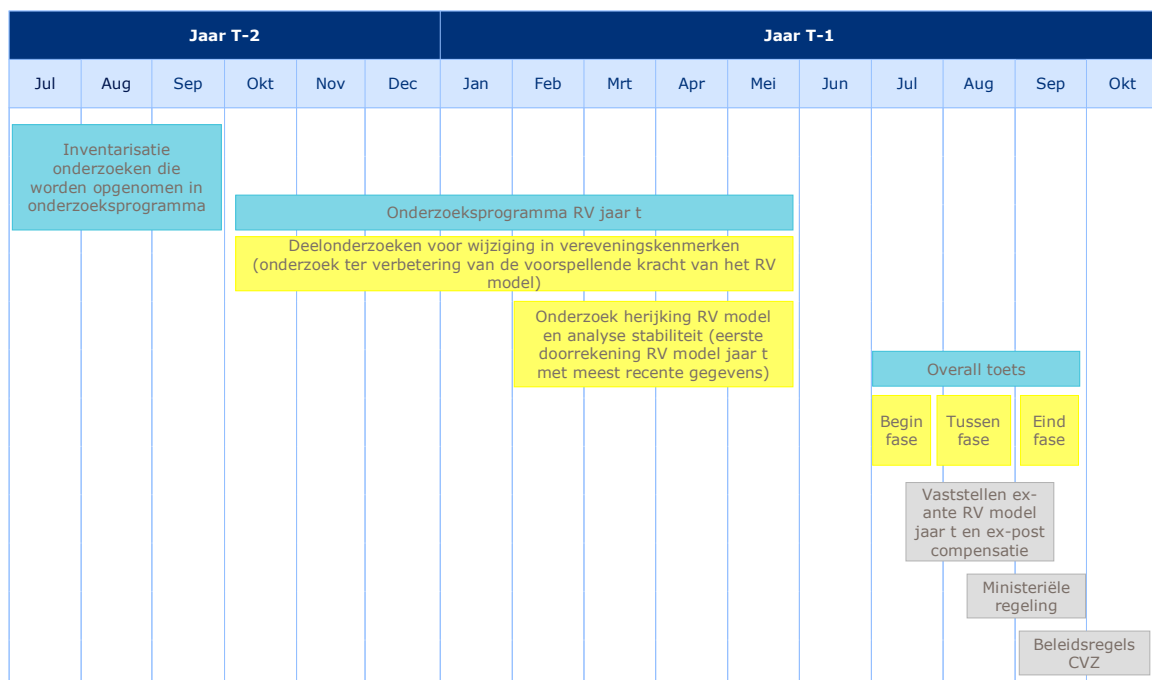 Jaar T-2
Jaar T-1
Jul
Aug
Sep
Okt
Nov
Dec
Jan
Feb
Mrt
Apr
Mei
Jun
Jul
Aug
Sep
Okt
Inventarisatie
onderzoeken die
worden opgenomen in
onderzoeksprogramma
Onderzoeksprogramma RV jaar t
Deelonderzoeken voor wijziging in vereveningskenmerken
(onderzoek ter verbetering van de voorspellende kracht van het RV
model)
Onderzoek herijking RV model
en analyse stabiliteit (eerste
doorrekening RV model jaar t
met meest recente gegevens)
Overall toets
Begin
fase
Tussen
fase
Eind
fase
Vaststellen ex-
ante RV model
jaar t en ex-post
compensatie
Ministeriële
regeling
Beleidsregels
CVZ